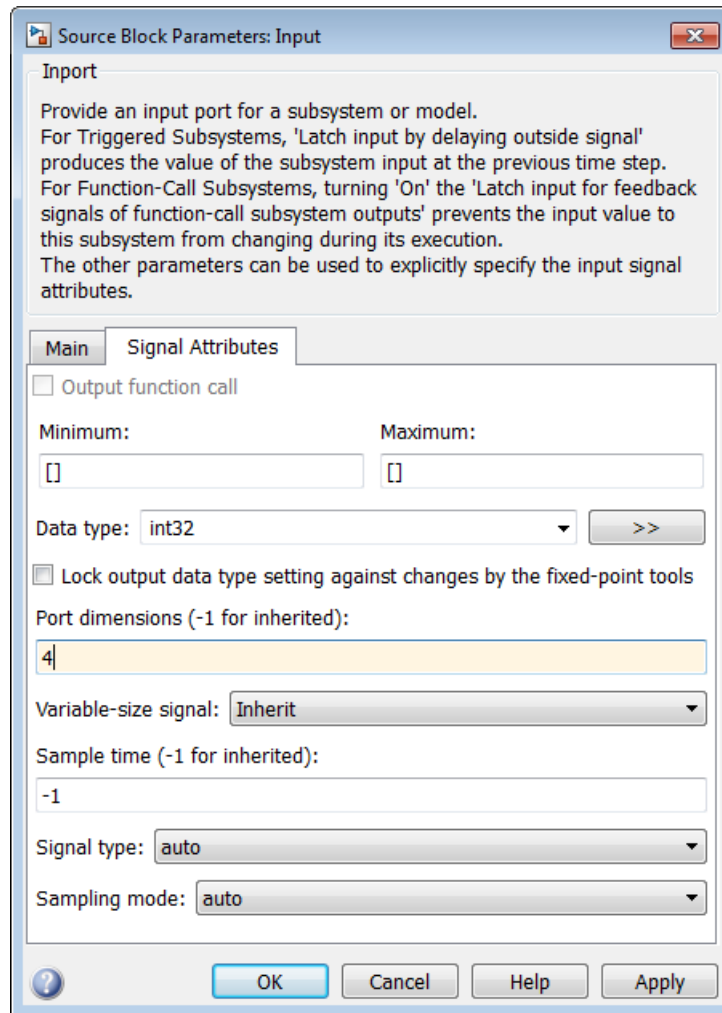 Source Block Parameters: Input
Inport
Provide an input port for a subsystem or model.
For Triggered Subsystems, 'Latch input by delaying outside signal'
produces the value of the subsystem input at the previous time step.
For Function-Call Subsystems, turning 'On' the 'Latch input for feedback
signals of function-call subsystem outputs' prevents the input value to
this subsystem from changing during its execution.
The other parameters can be used to explicitly specify the input signal
attributes.
Main Signal Attributes
Output function call
Minimum: Maximum:
[] []
Data type: int32 >>
Lock output data type setting against changes by the fixed-point tools
Port dimensions (-1 for inherited):
4
Variable-size signal: Inherit
Sample time (-1 for inherited):
-1
Signal type: auto
Sampling mode: auto
? OK Cancel Help Apply